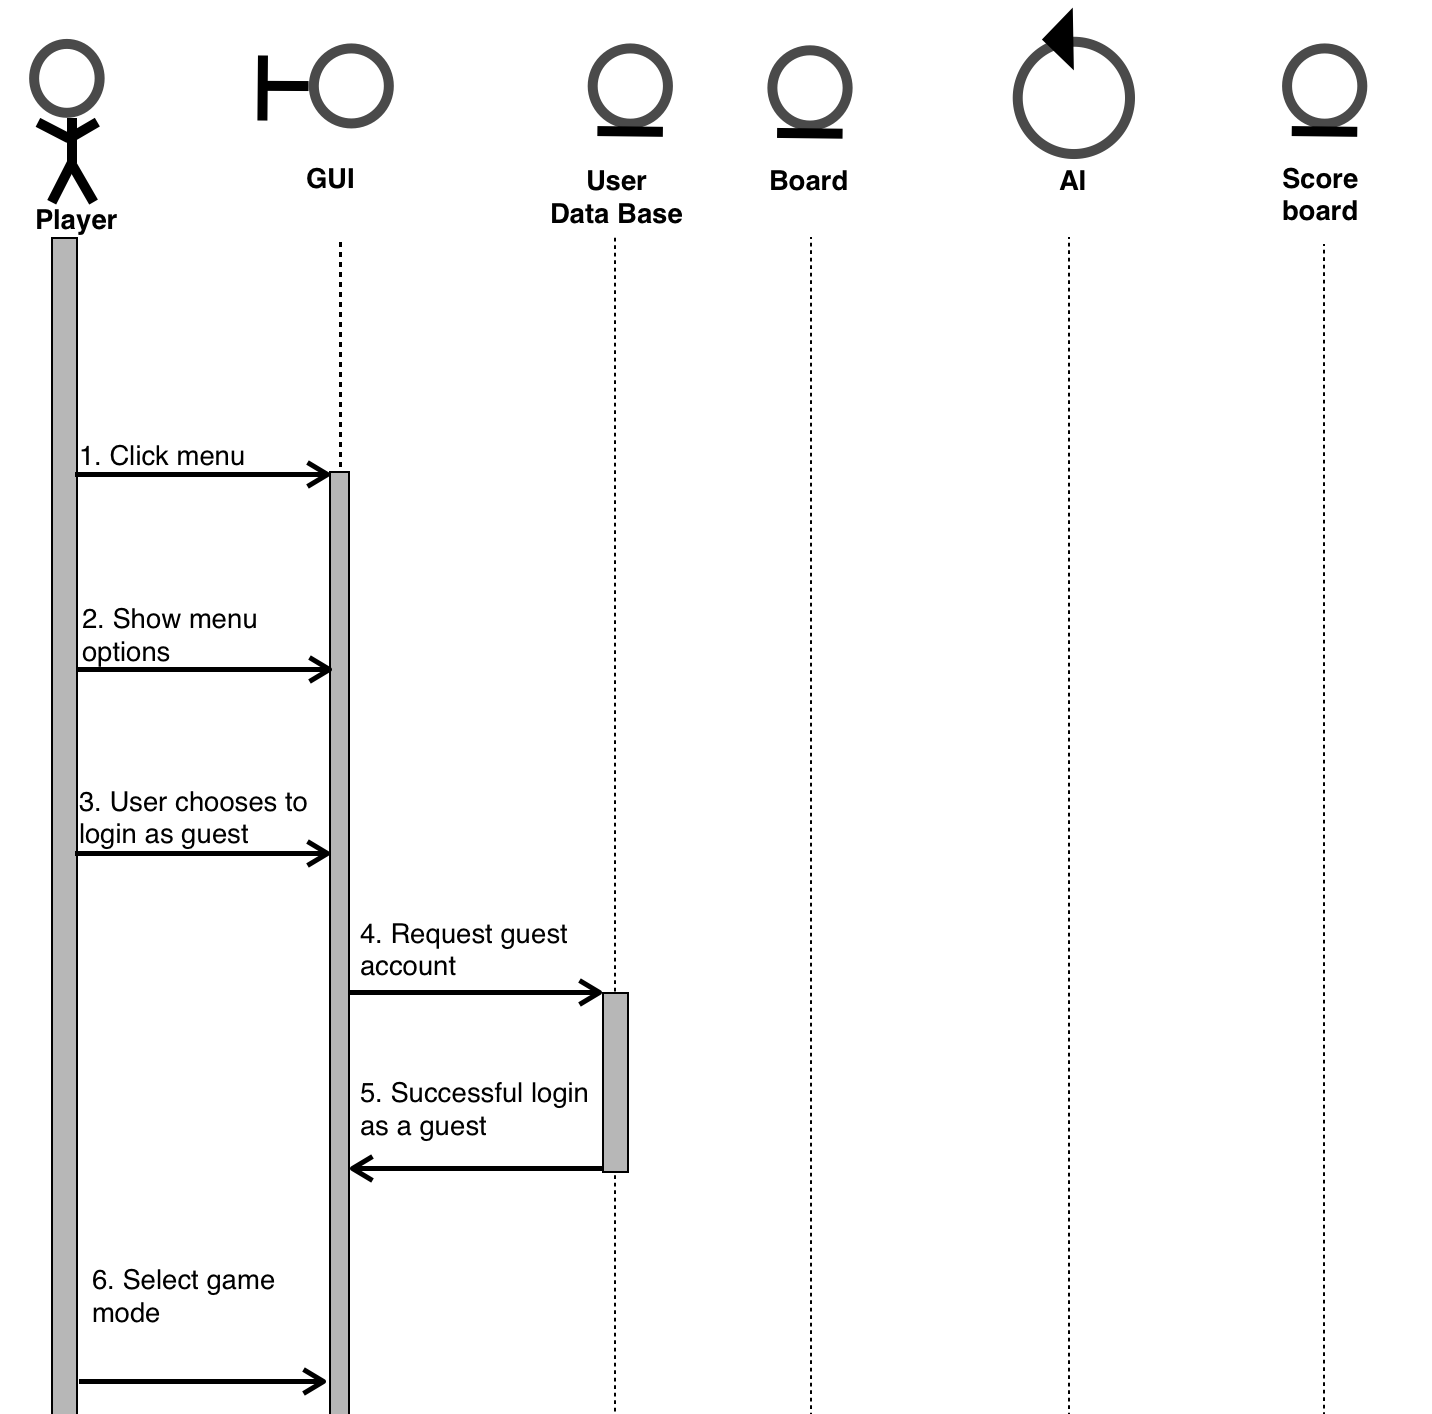 Player
GUI
User
Data Base
Board
AI
Score
board
1. Click menu
2. Show menu
options
3. User chooses to
login as guest
4. Request guest
account
5. Successful login
as a guest
6. Select game
mode